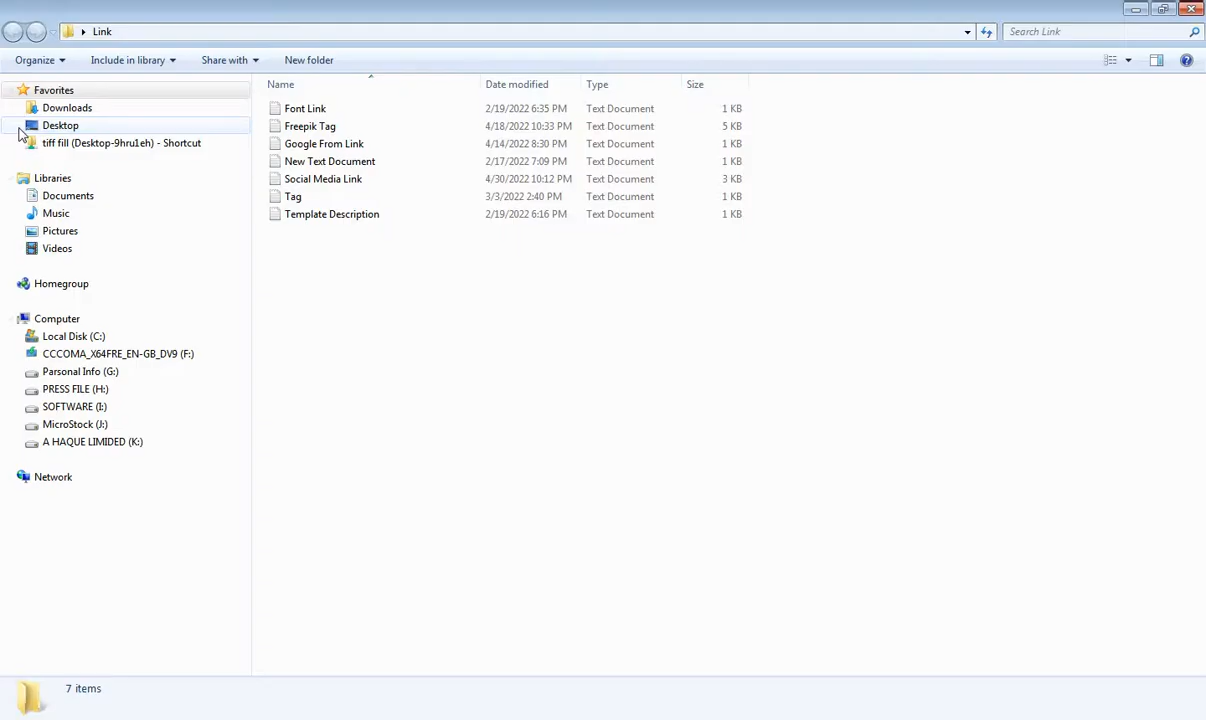 Link
Search Link
Organize Include in library Share with New folder
Favorites
Downloads
Desktop
tiff fill (Desktop-9hru1eh) - Shortcut
Libraries
Documents
Music
Pictures
Videos
Homegroup
Computer
Local Disk (C:)
CCCOMA_X64FRE_EN-GB_DV9 (F:)
Parsonal Info (G:)
PRESS FILE (H:)
SOFTWARE (I:)
MicroStock (J:)
A HAQUE LIMIDED (K:)
Network
Name Date modified Type Size
Font Link 2/19/2022 6:35 PM Text Document 1 KB
Freepik Tag 4/18/2022 10:33 PM Text Document 5 KB
Google From Link 4/14/2022 8:30 PM Text Document 1 KB
New Text Document 2/17/2022 7:09 PM Text Document 1 KB
Social Media Link 4/30/2022 10:12 PM Text Document 3 KB
Tag 3/3/2022 2:40 PM Text Document 1 KB
Template Description 2/19/2022 6:16 PM Text Document 1 KB
7 items